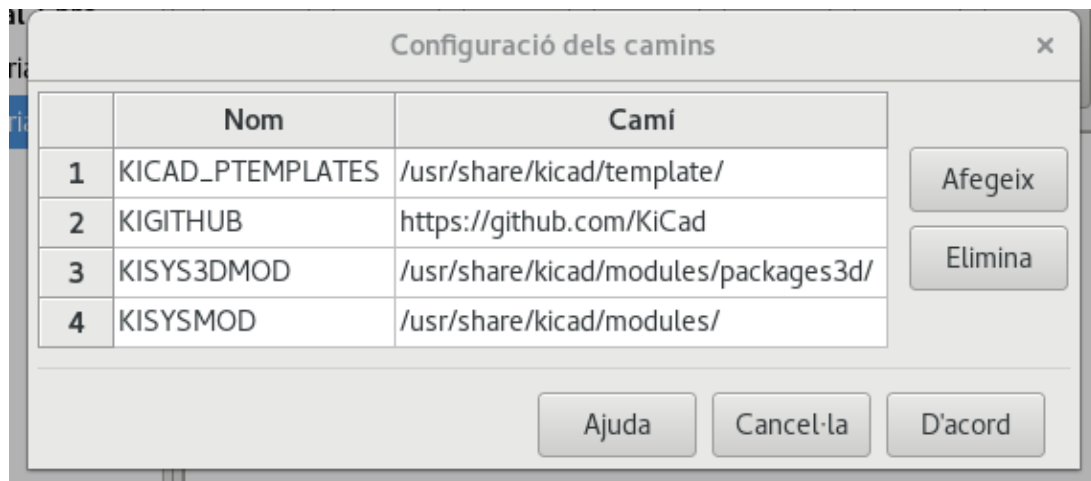 Configuració dels camins ×
Nom Camí
1 KICAD_PTEMPLATES /usr/share/kicad/template/
2 KIGITHUB https://github.com/KiCad
3 KISYS3DMOD /usr/share/kicad/modules/packages3d/
4 KISYSMOD /usr/share/kicad/modules/
Afegeix
Elimina
Ajuda Cancel·la D'acord